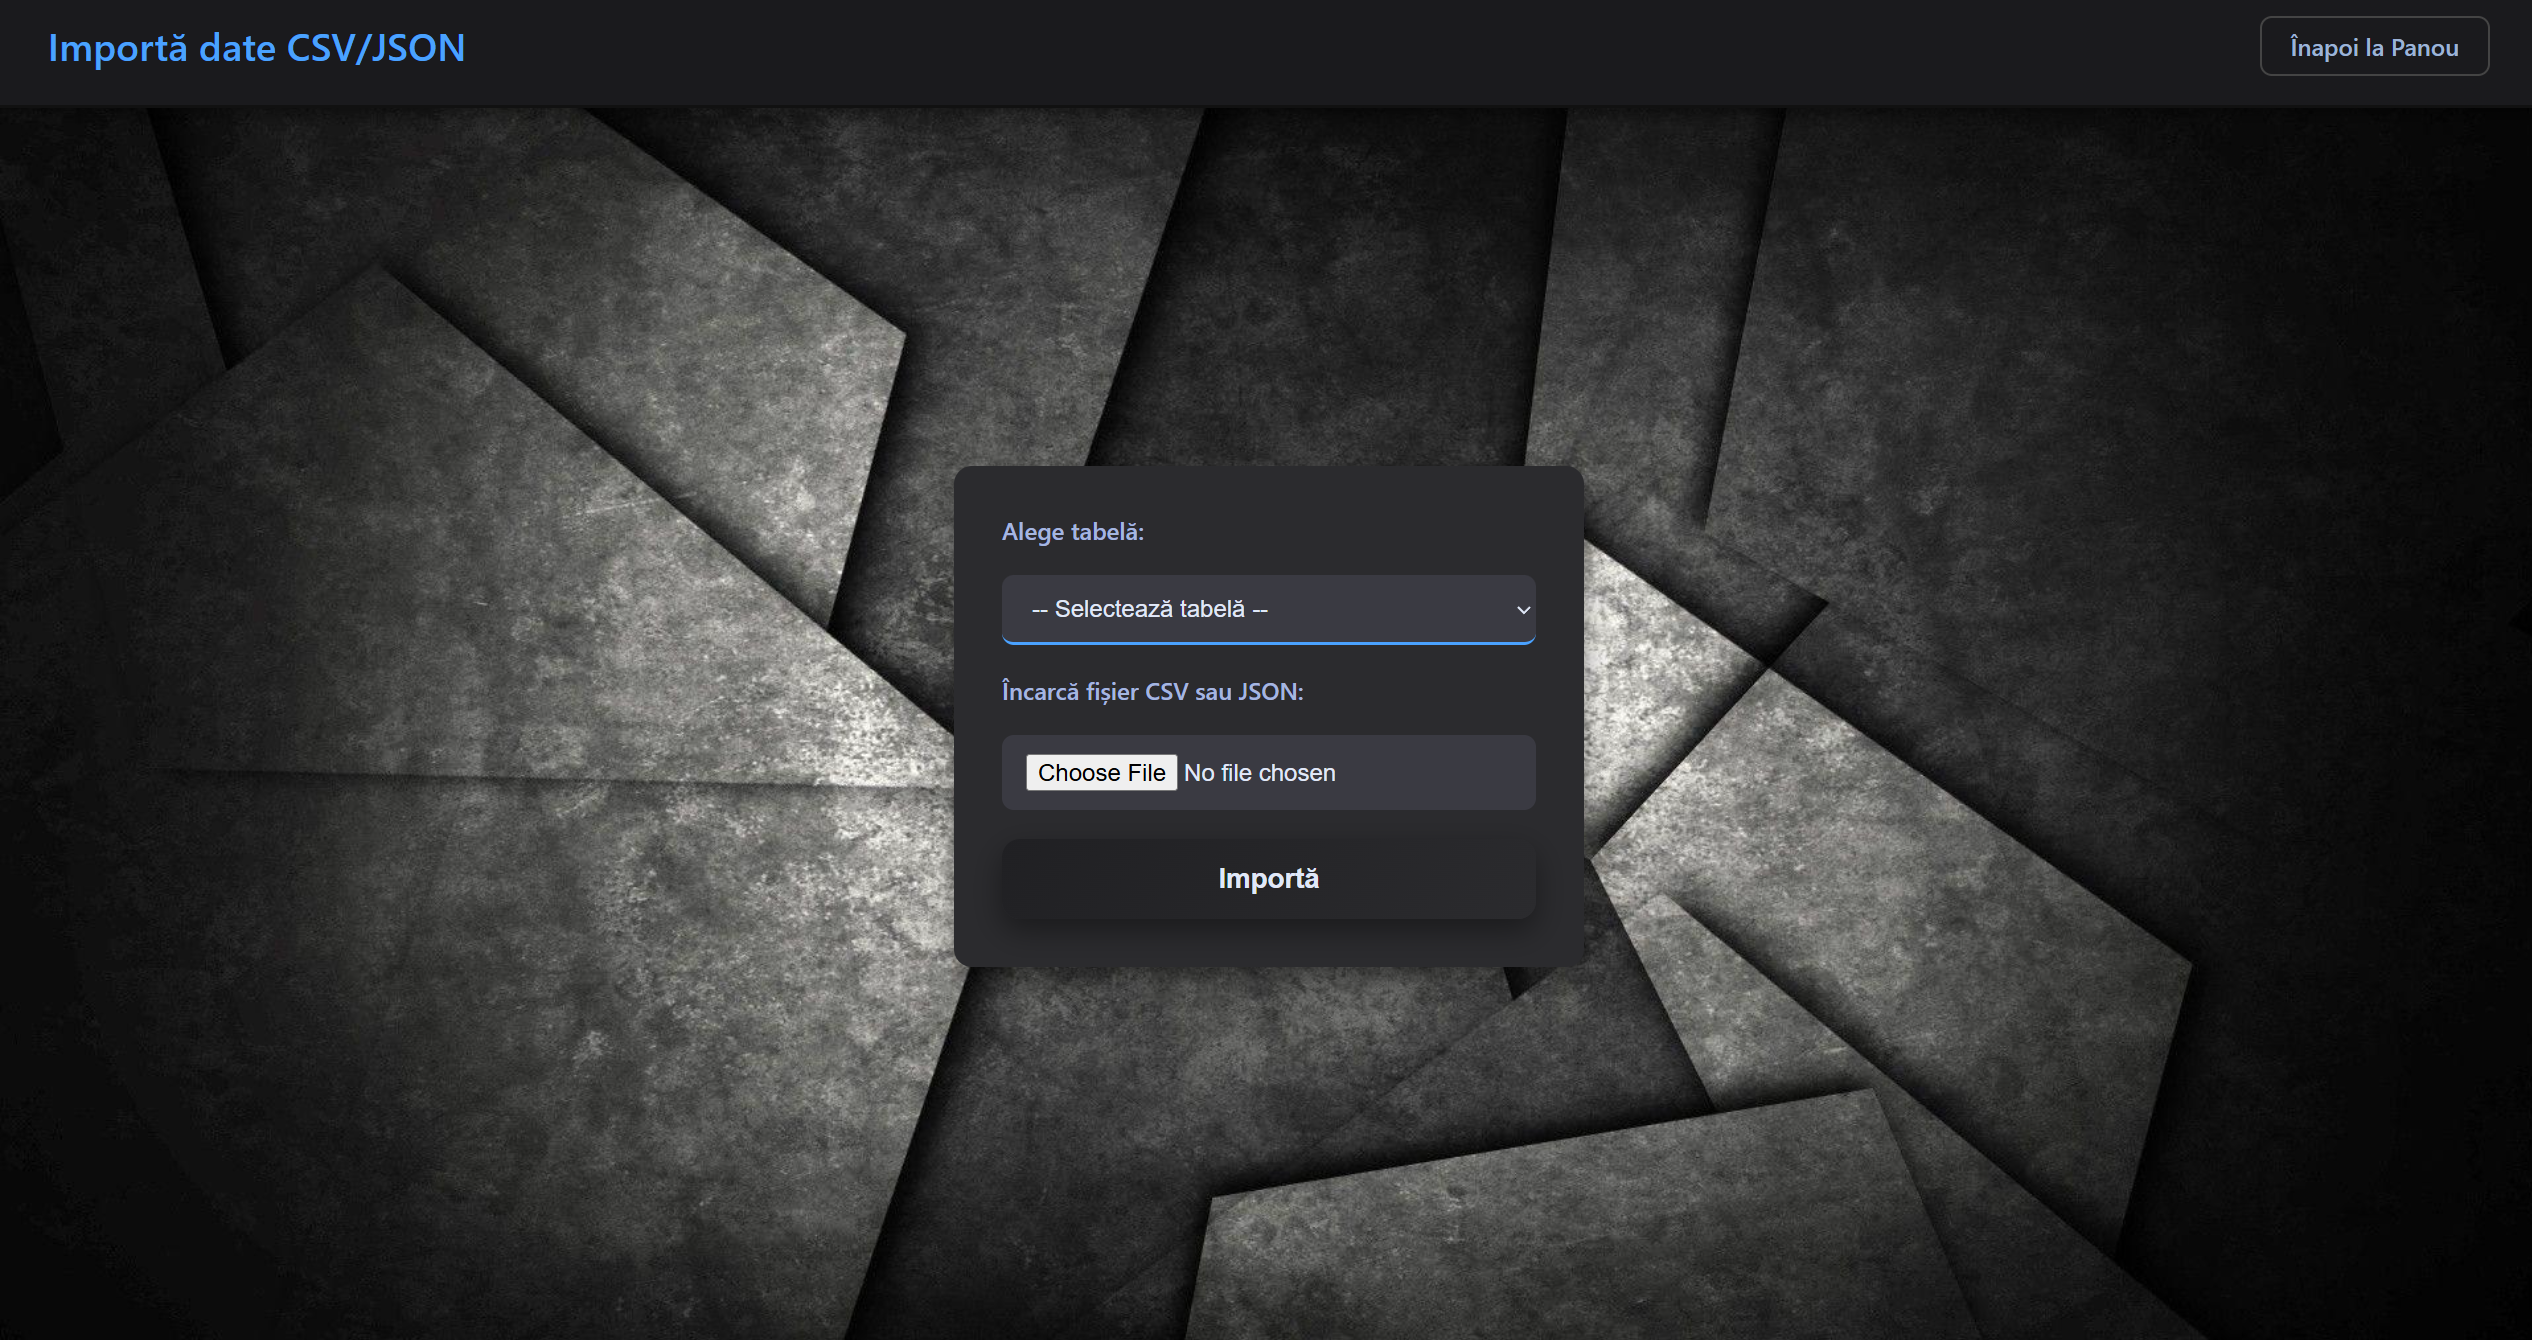 Importă date CSV/JSON
Înapoi la Panou
Alege tabelă:
-- Selectează tabelă --
Încarcă fișier CSV sau JSON:
Choose File No file chosen
Importă